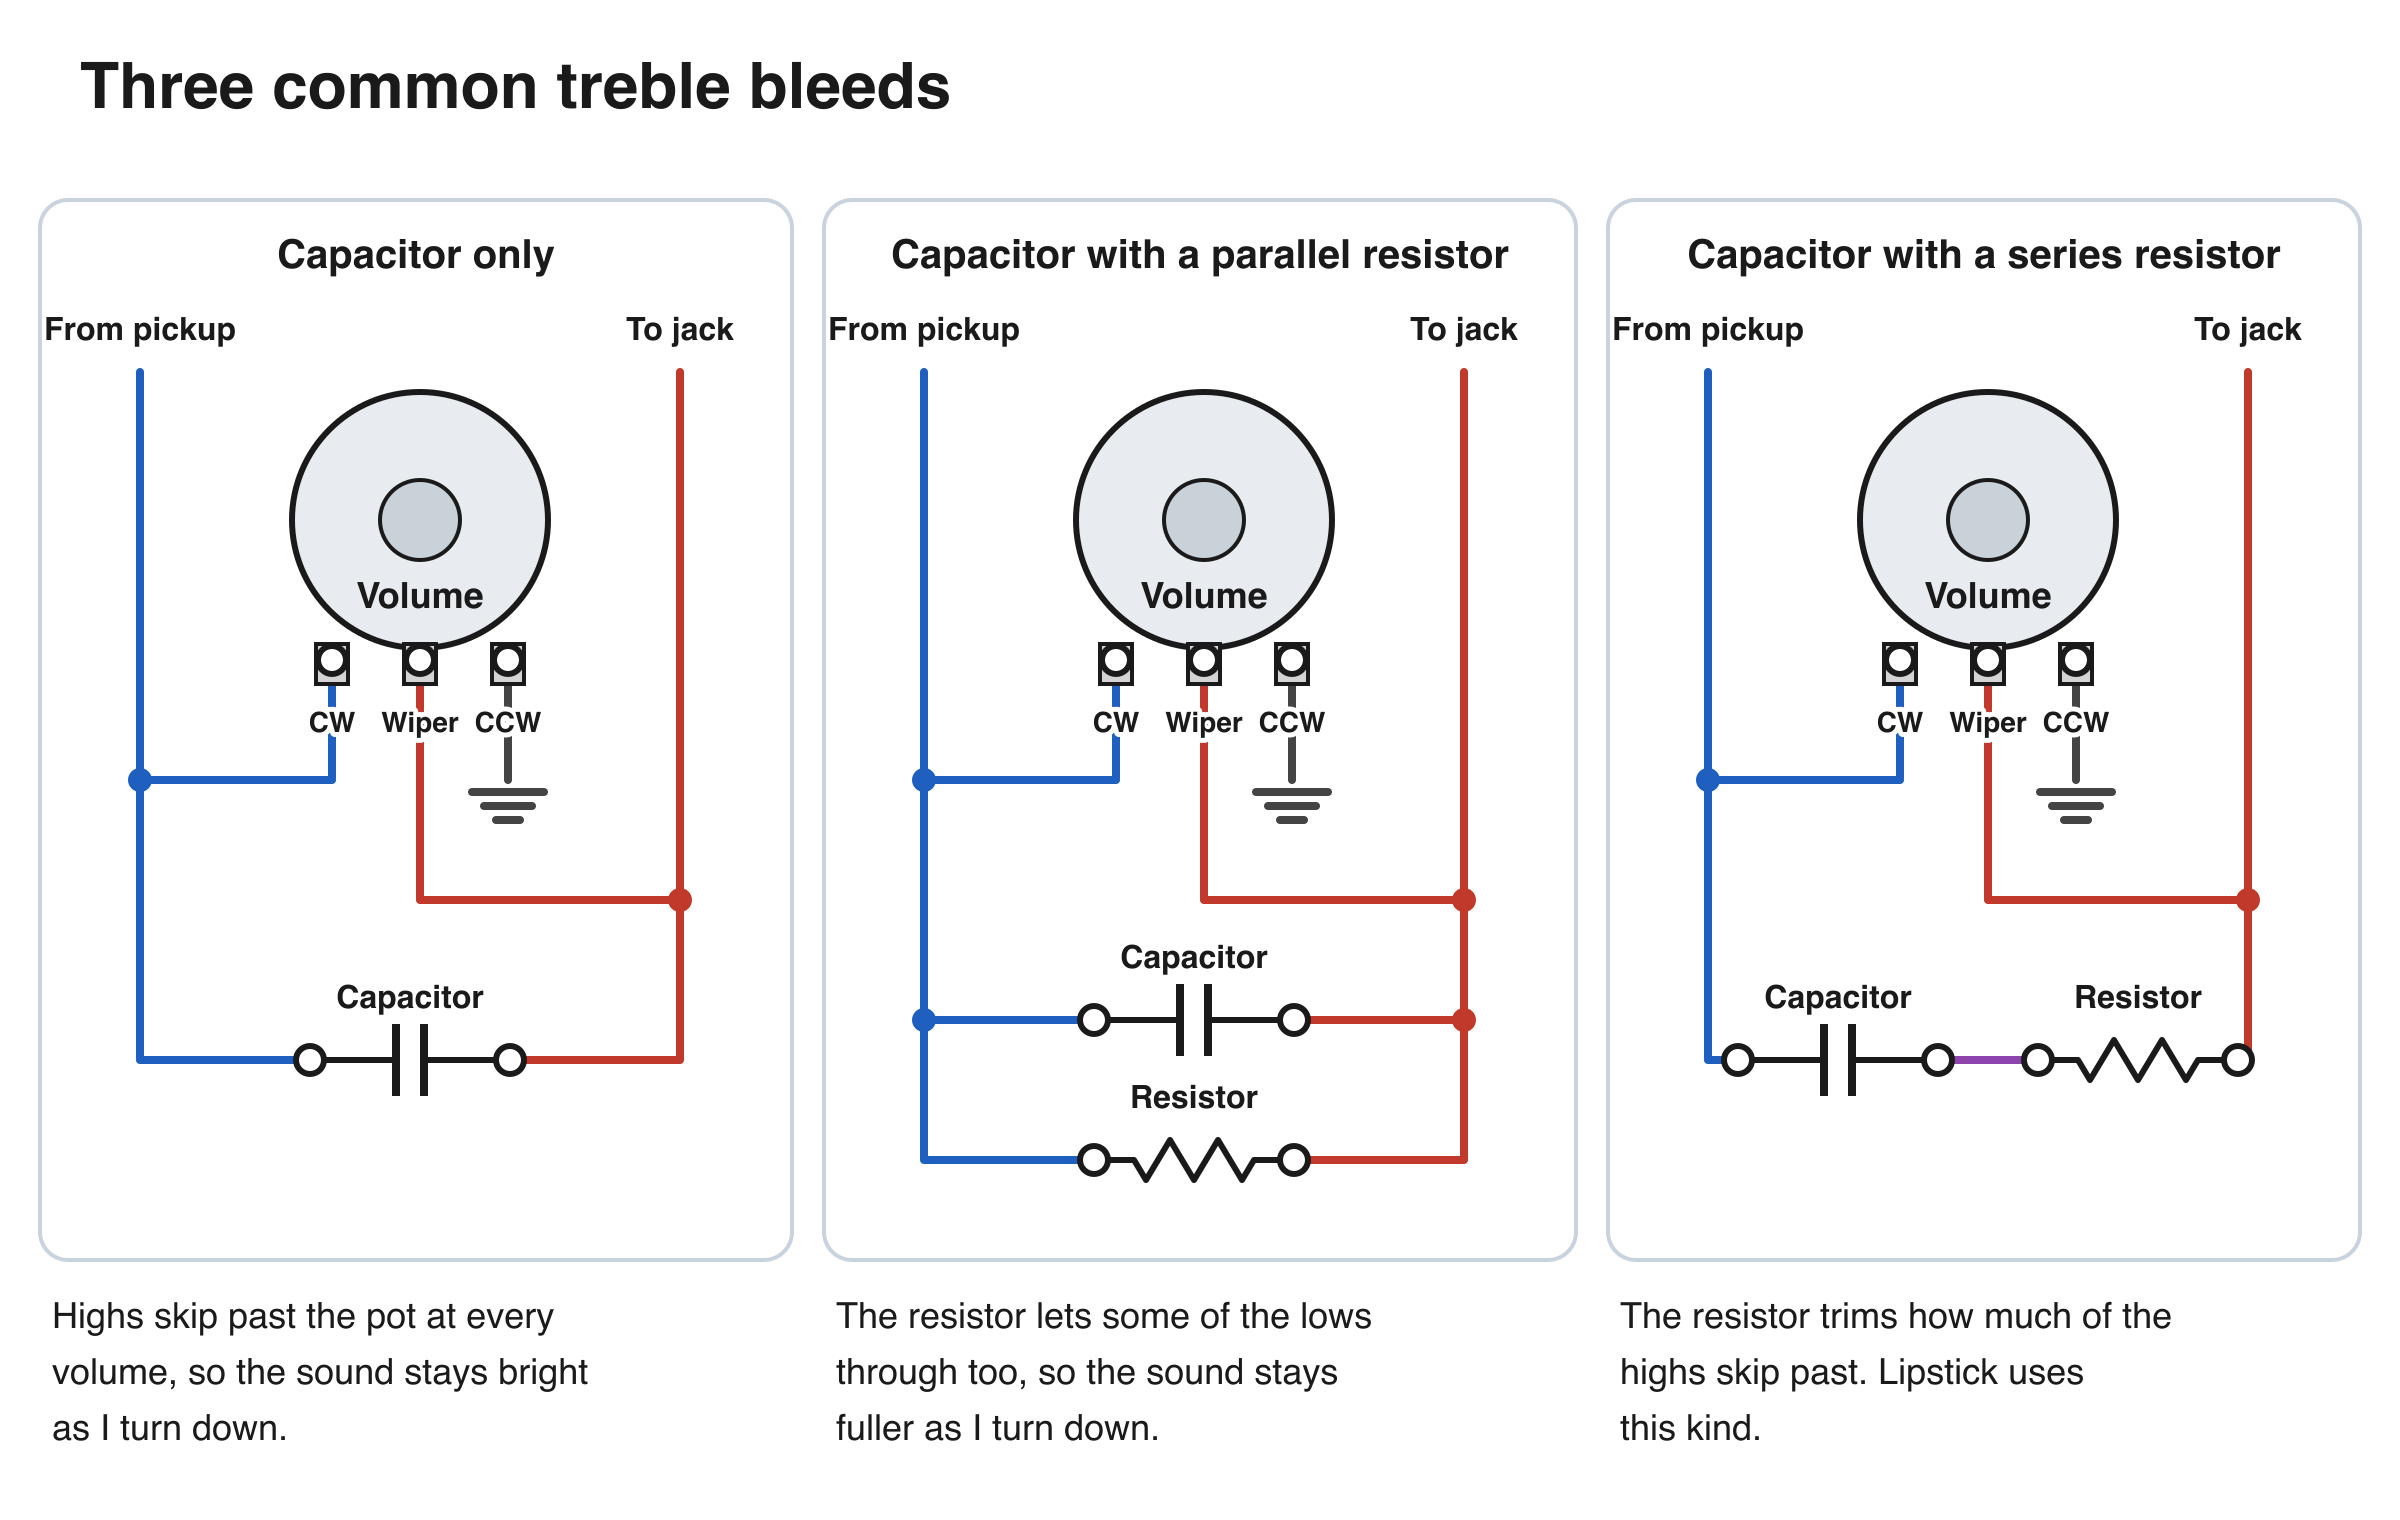 Three common treble bleeds
Capacitor only
From pickup
To jack
Volume
CW
Wiper
CCW
Capacitor
Highs skip past the pot at every
volume, so the sound stays bright
as I turn down.
Capacitor with a parallel resistor
From pickup
To jack
Volume
CW
Wiper
CCW
Capacitor
Resistor
The resistor lets some of the lows
through too, so the sound stays
fuller as I turn down.
Capacitor with a series resistor
From pickup
To jack
Volume
CW
Wiper
CCW
Capacitor
Resistor
The resistor trims how much of the
highs skip past. Lipstick uses
this kind.